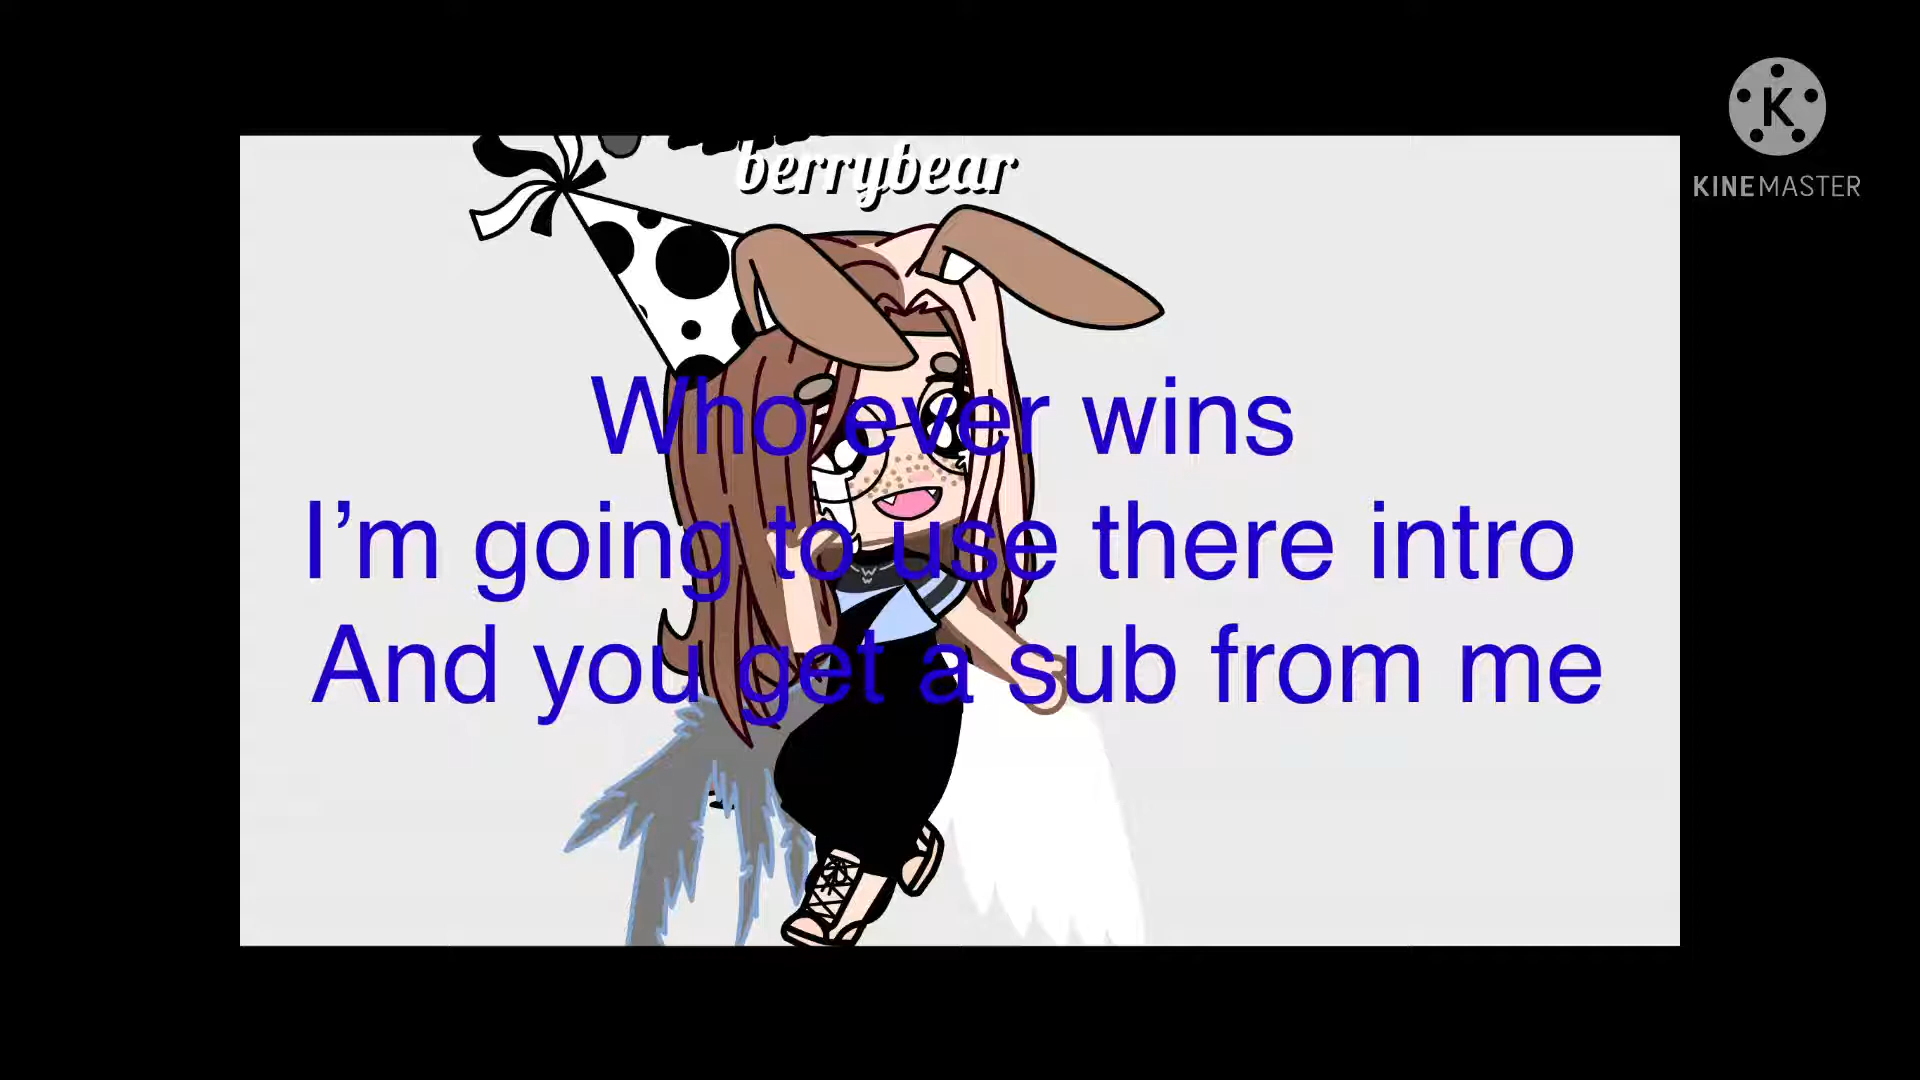 berrybear
K
KINEMASTER
Who ever wins
I’m going to use there intro
And you get a sub from me